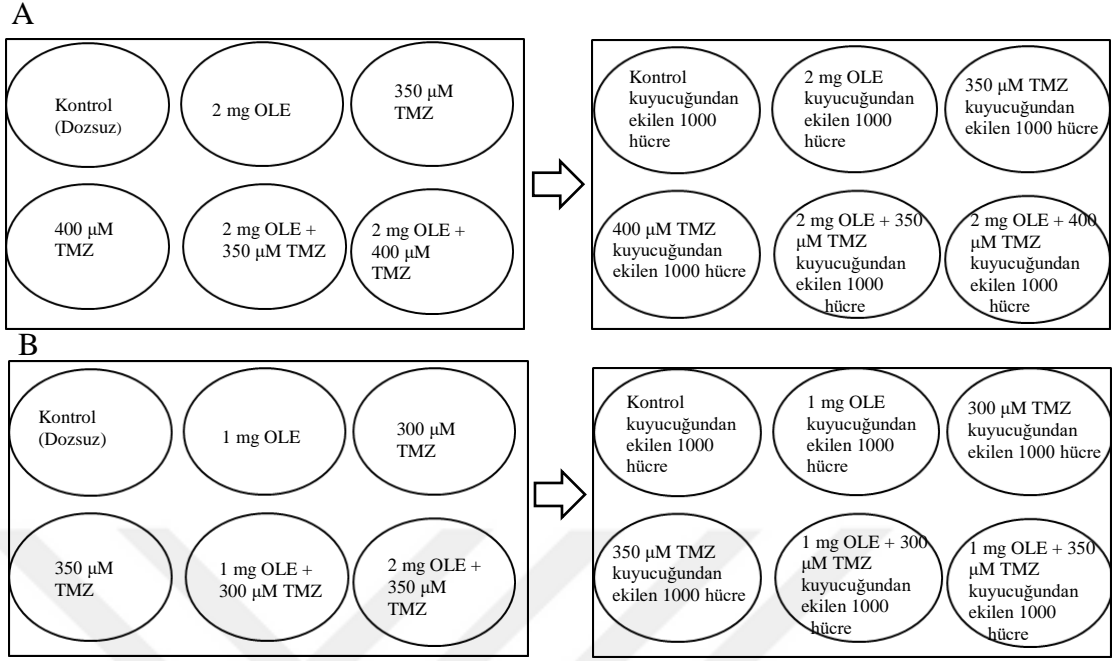 A
Kontrol
(Dozsuz)
2 mg OLE
350 μM
TMZ
400 μM
TMZ
2 mg OLE +
350 μM TMZ
2 mg OLE +
400 μM
TMZ
Kontrol
kuyucuğundan
ekilen 1000
hücre
2 mg OLE
kuyucuğundan
ekilen 1000
hücre
350 μM TMZ
kuyucuğundan
ekilen 1000 hücre
400 μM TMZ
kuyucuğundan
ekilen 1000 hücre
2 mg OLE + 350
μM TMZ
kuyucuğundan
ekilen 1000
hücre
2 mg OLE + 400
μM TMZ
kuyucuğundan
ekilen 1000
hücre
B
Kontrol
(Dozsuz)
1 mg OLE
300 μM
TMZ
350 μM
TMZ
1 mg OLE +
300 μM TMZ
2 mg OLE +
350 μM
TMZ
Kontrol
kuyucuğundan
ekilen 1000
hücre
1 mg OLE
kuyucuğundan
ekilen 1000
hücre
300 μM TMZ
kuyucuğundan
ekilen 1000 hücre
350 μM TMZ
kuyucuğundan
ekilen 1000 hücre
1 mg OLE + 300
μM TMZ
kuyucuğundan
ekilen 1000
hücre
1 mg OLE + 350
μM TMZ
kuyucuğundan
ekilen 1000
hücre